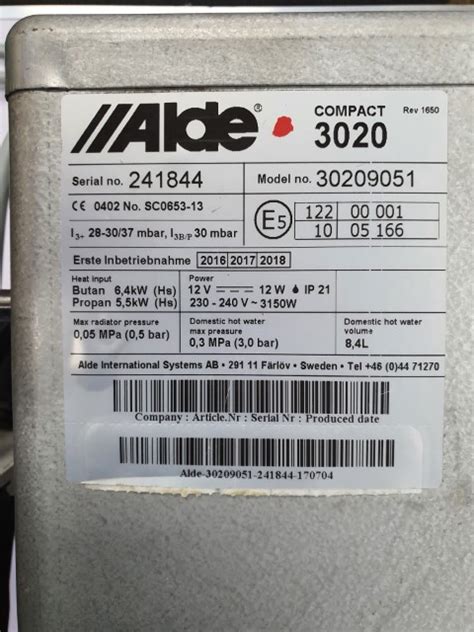 Alde® COMPACT 3020 Rev 1650
Serial no. 241844 Model no. 30209051
CE 0402 No. SC0653-13
I3+ 28-30/37 mbar, I3B/P 30 mbar
E5 122 00 001
10 05 166
Erste Inbetriebnahme 2016 2017 2018
Heat input
Butan 6,4kW (Hs)
Propan 5,5kW (Hs)
Power
12 V 12 W IP 21
230 - 240 V ~ 3150W
Max radiator pressure
0,05 MPa (0,5 bar)
Domestic hot water
max pressure
0,3 MPa (3,0 bar)
Domestic hot water
volume
8,4L
Alde International Systems AB • 291 11 Färlöv • Sweden • Tel +46 (0)44 71270
Company : Article.Nr : Serial Nr : Produced date
Alde-30209051-241844-170704